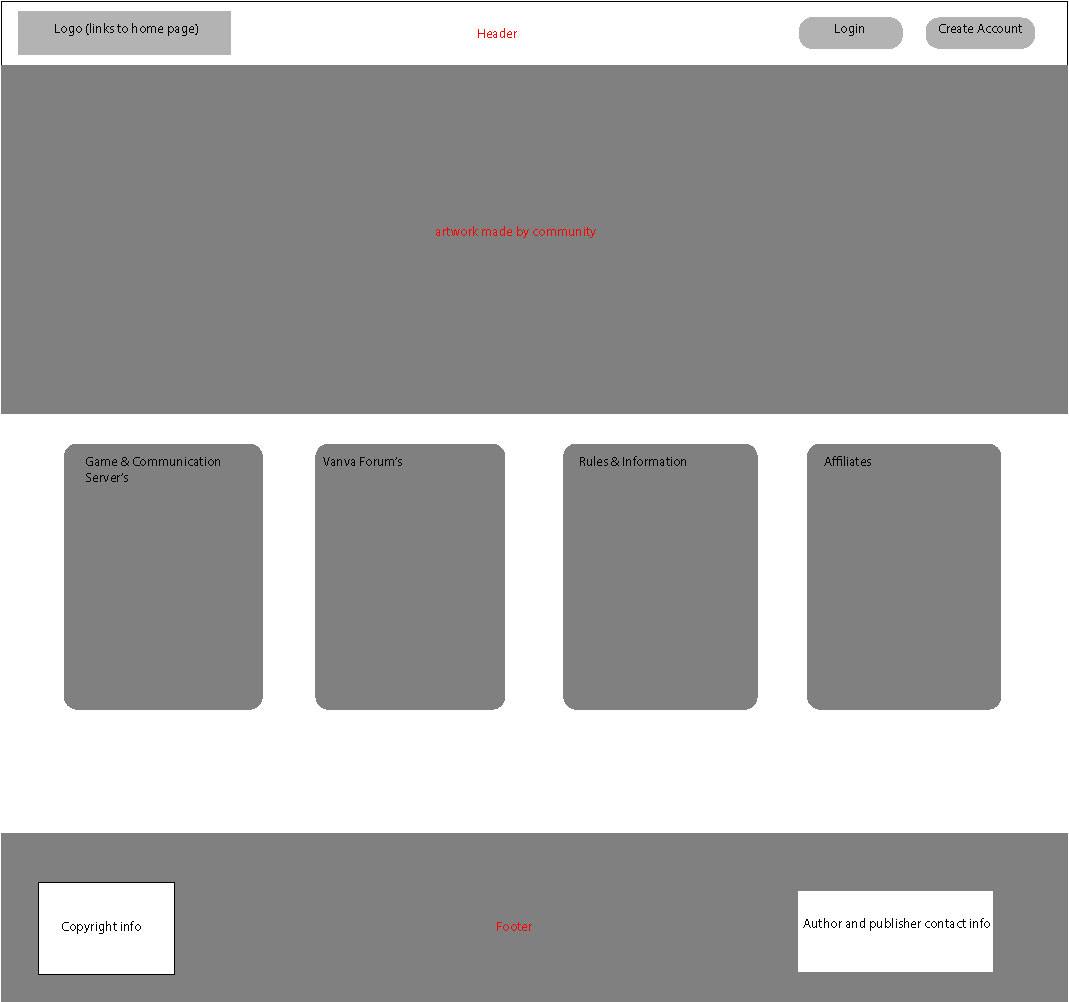 Logo (links to home page)
Header
Login
Create Account
artwork made by community
Game & Communication
Server's
Vanva Forum's
Rules & Information
Affiliates
Copyright info
Footer
Author and publisher contact info